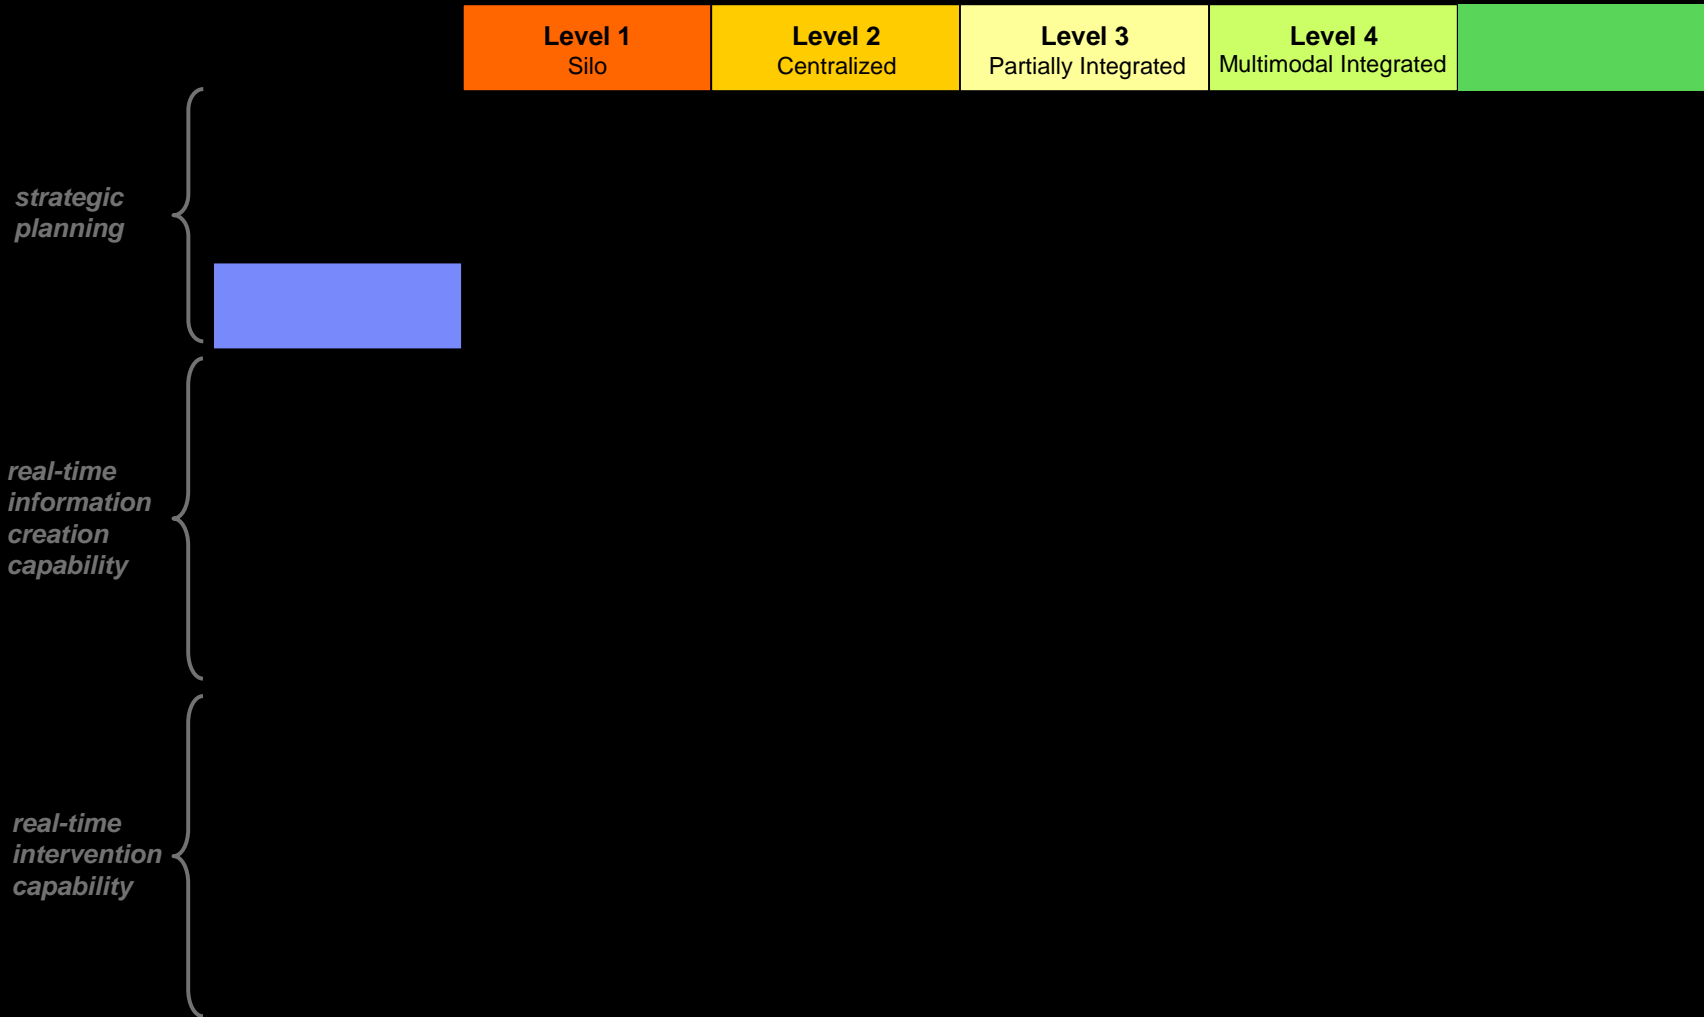 Level 1
Silo
Level 2
Centralized
Level 3
Partially Integrated
Level 4
Multimodal Integrated
strategic
planning
real-time
information
creation
capability
real-time
intervention
capability